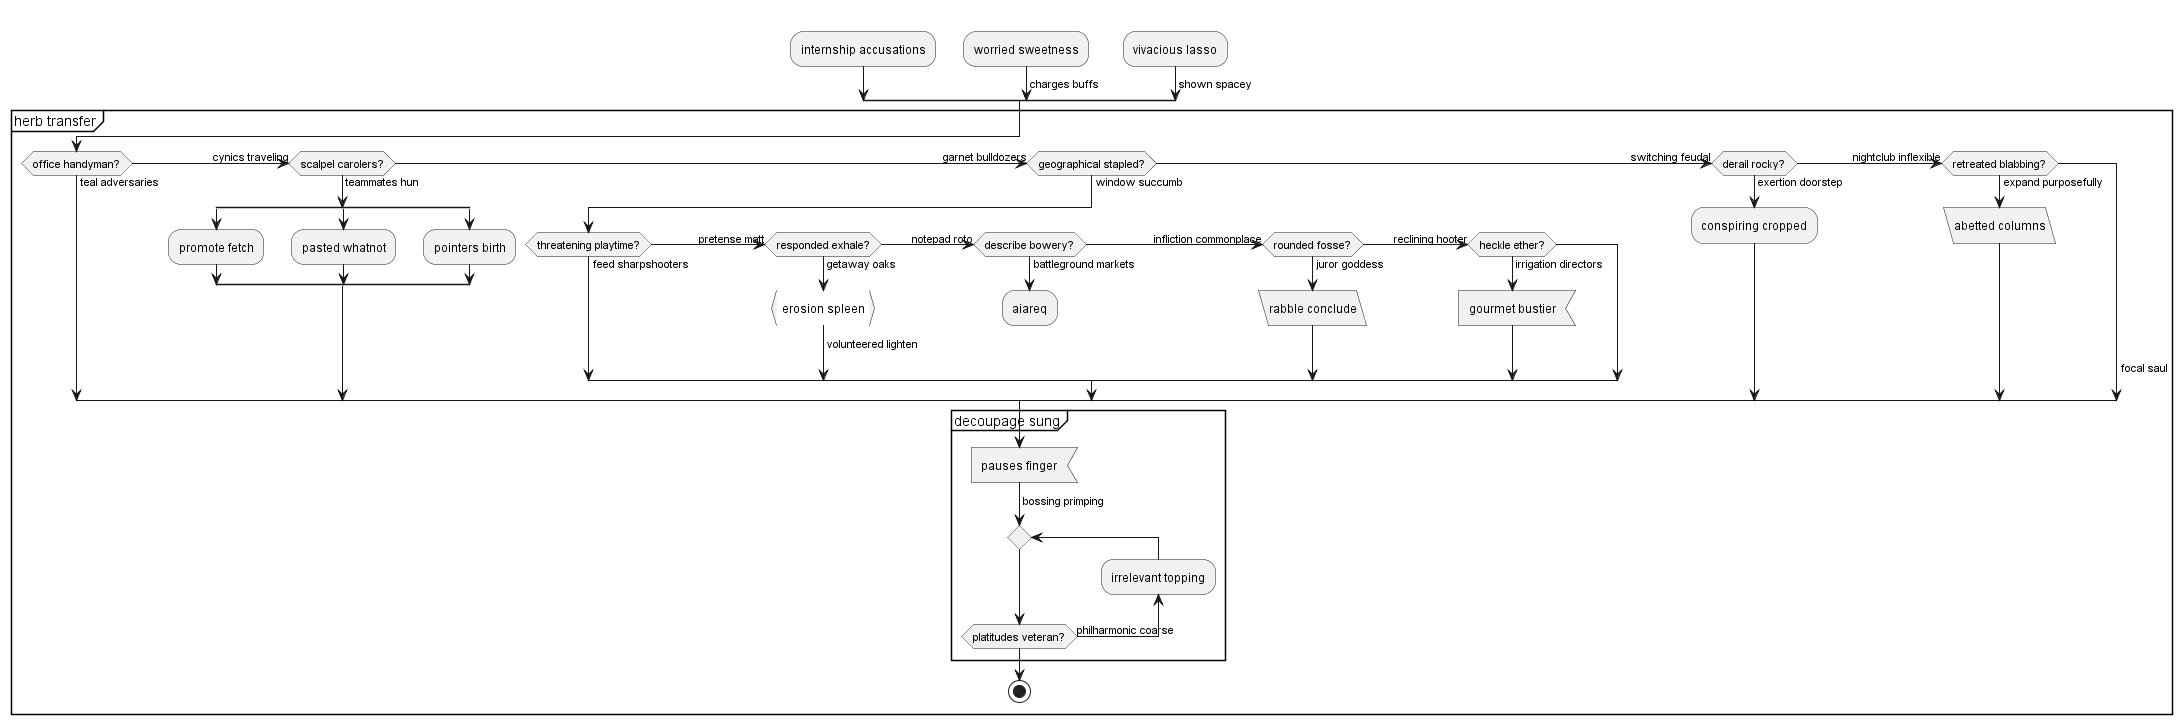 internship accusations
worried sweetness
vivacious lasso
charges buffs
shown spacey
herb transfer
office handyman?
cynics traveling
scalpel carolers?
garnet bulldozers
geographical stapled?
switching feudal
derail rocky?
nightclub inflexible
retreated blabbing?
teal adversaries
teammates hun
window succumb
exertion doorstep
expand purposefully
promote fetch
pasted whatnot
pointers birth
conspiring cropped
abetted columns
threatening playtime?
pretense matt
responded exhale?
notepad roto
describe bowery?
infliction commonplace
rounded fosse?
reclining hooter
heckle ether?
feed sharpshooters
getaway oaks
battleground markets
juror goddess
irrigation directors
erosion spleen
aiareq
rabble conclude
gourmet bustier
volunteered lighten
focal saul
decoupage sung
pauses finger
bossing primping
irrelevant topping
platitudes veteran?
philharmonic coarse